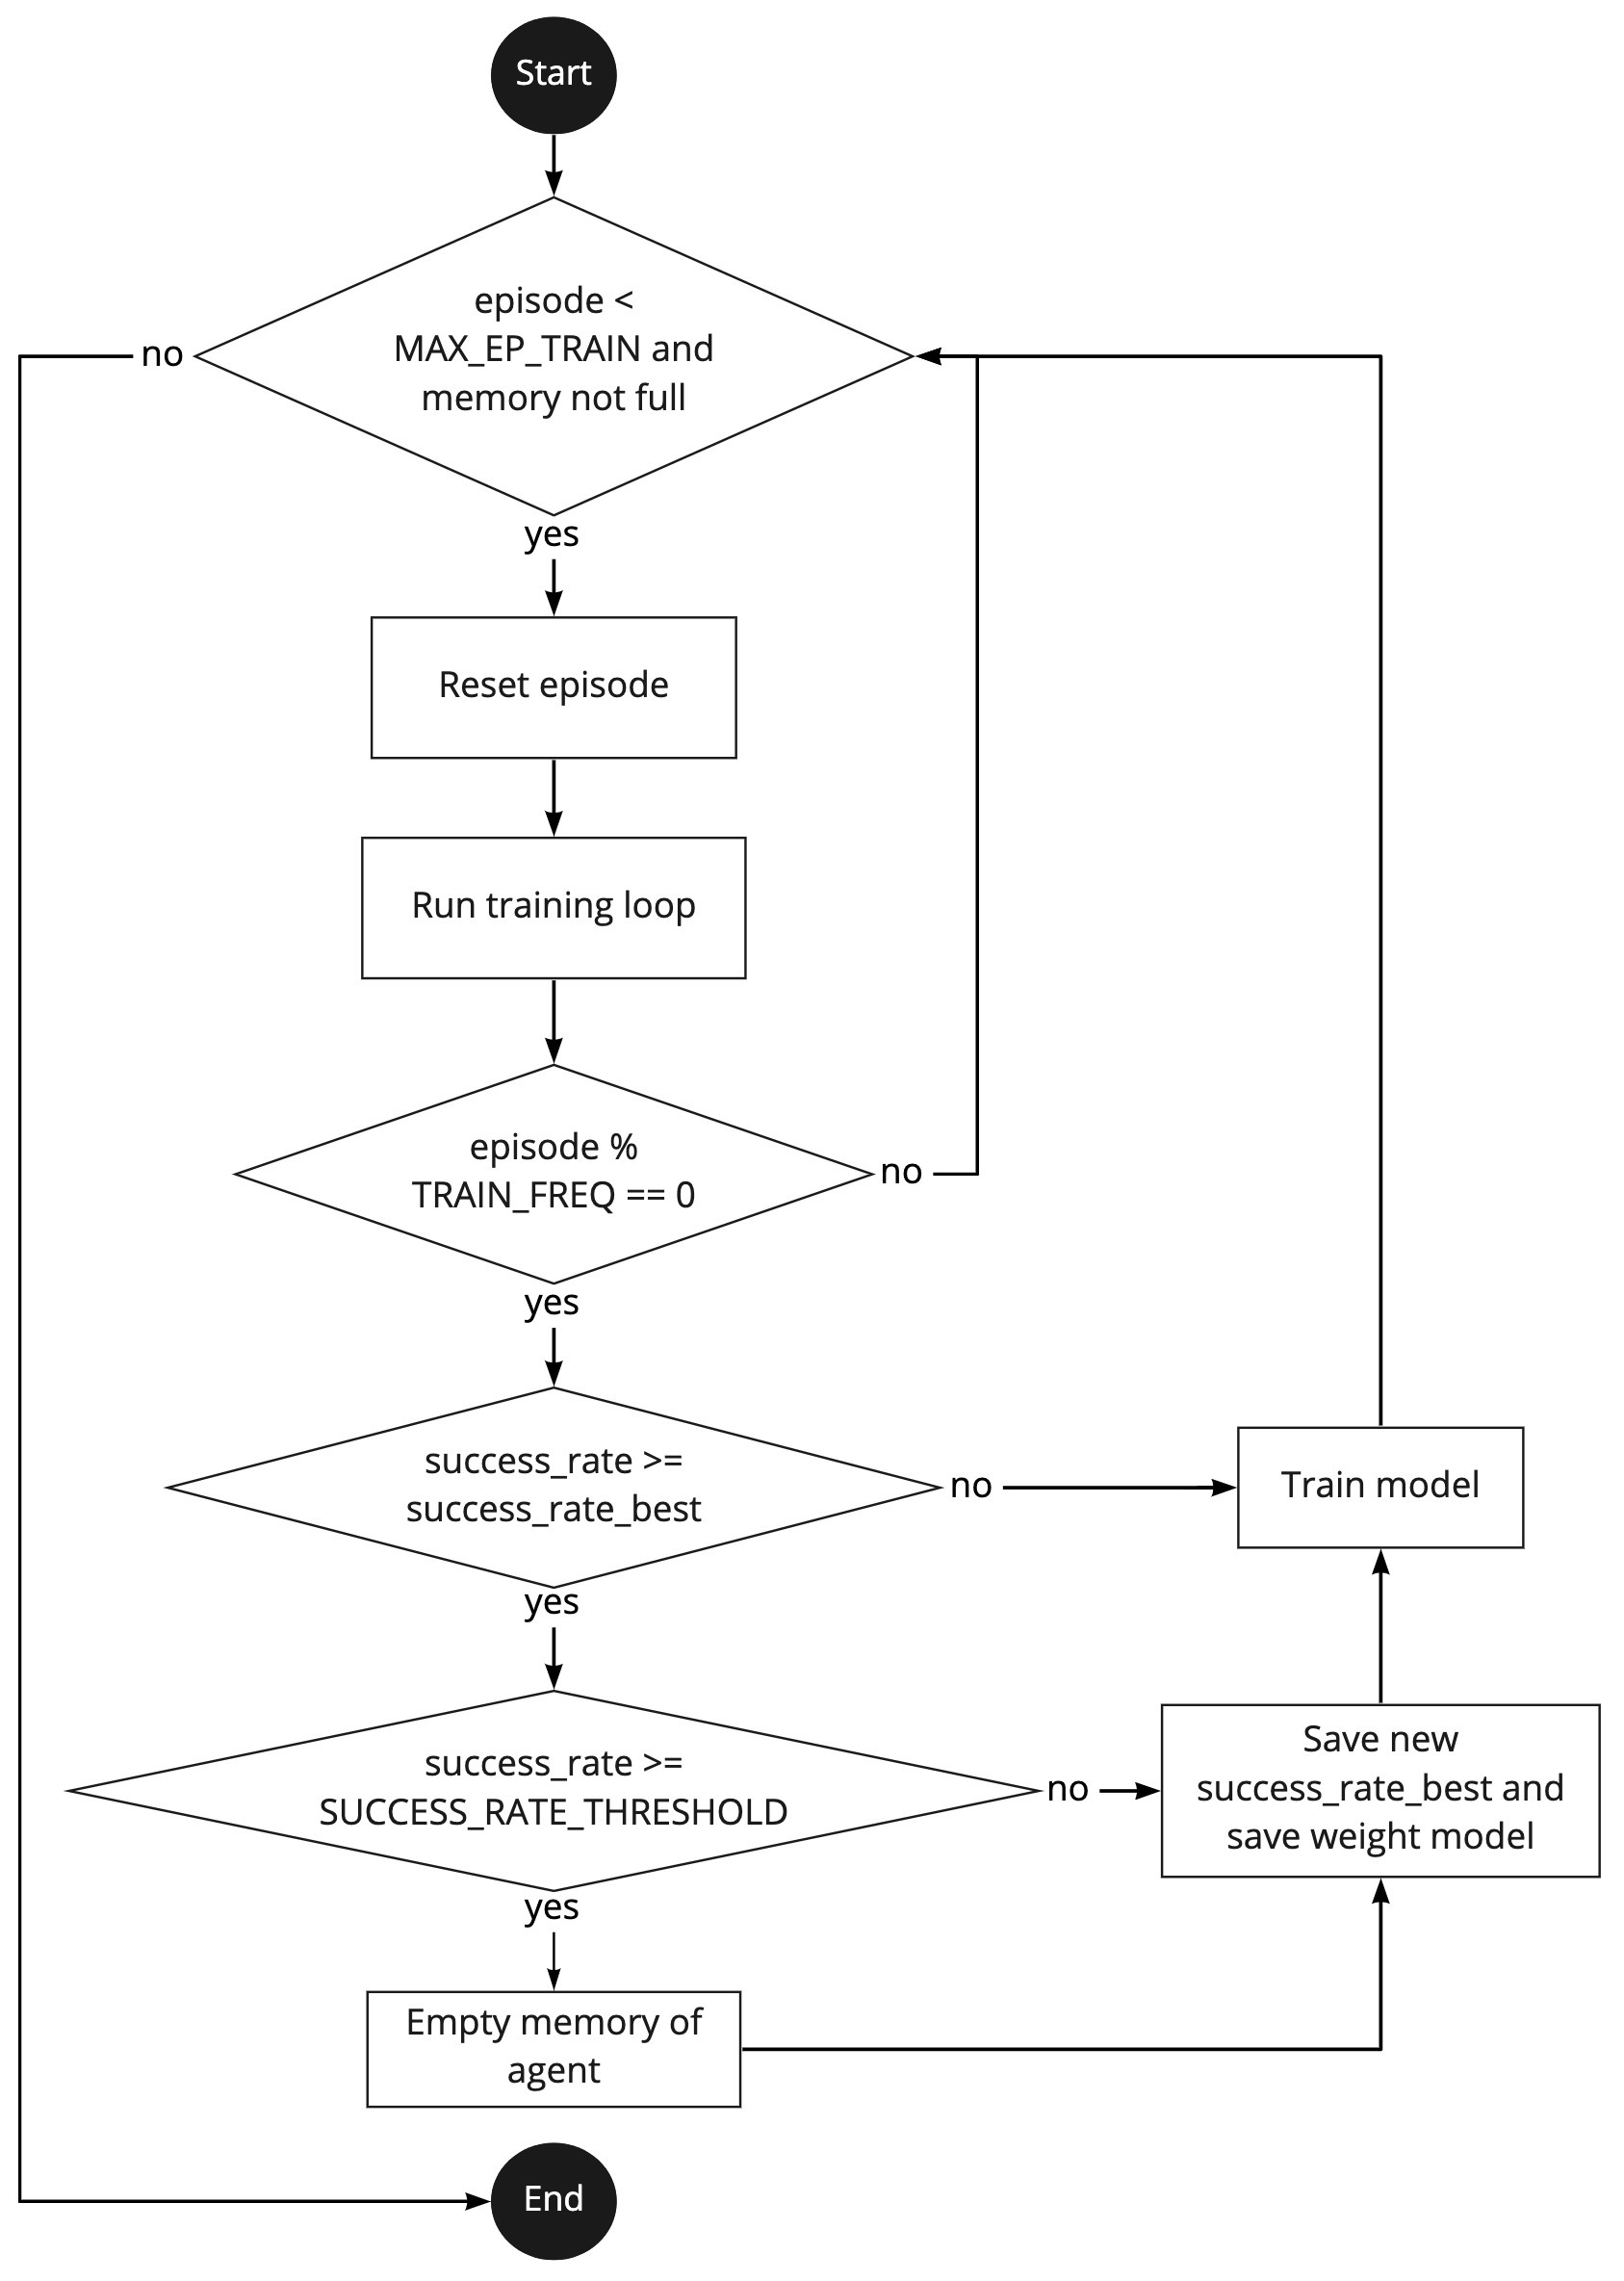 Start
episode <
MAX_EP_TRAIN and
memory not full
no
yes
Reset episode
Run training loop
episode %
TRAIN_FREQ == 0
no
yes
success_rate >=
success_rate_best
no
Train model
yes
success_rate >=
SUCCESS_RATE_THRESHOLD
no
Save new
success_rate_best and
save weight model
yes
Empty memory of
agent
End